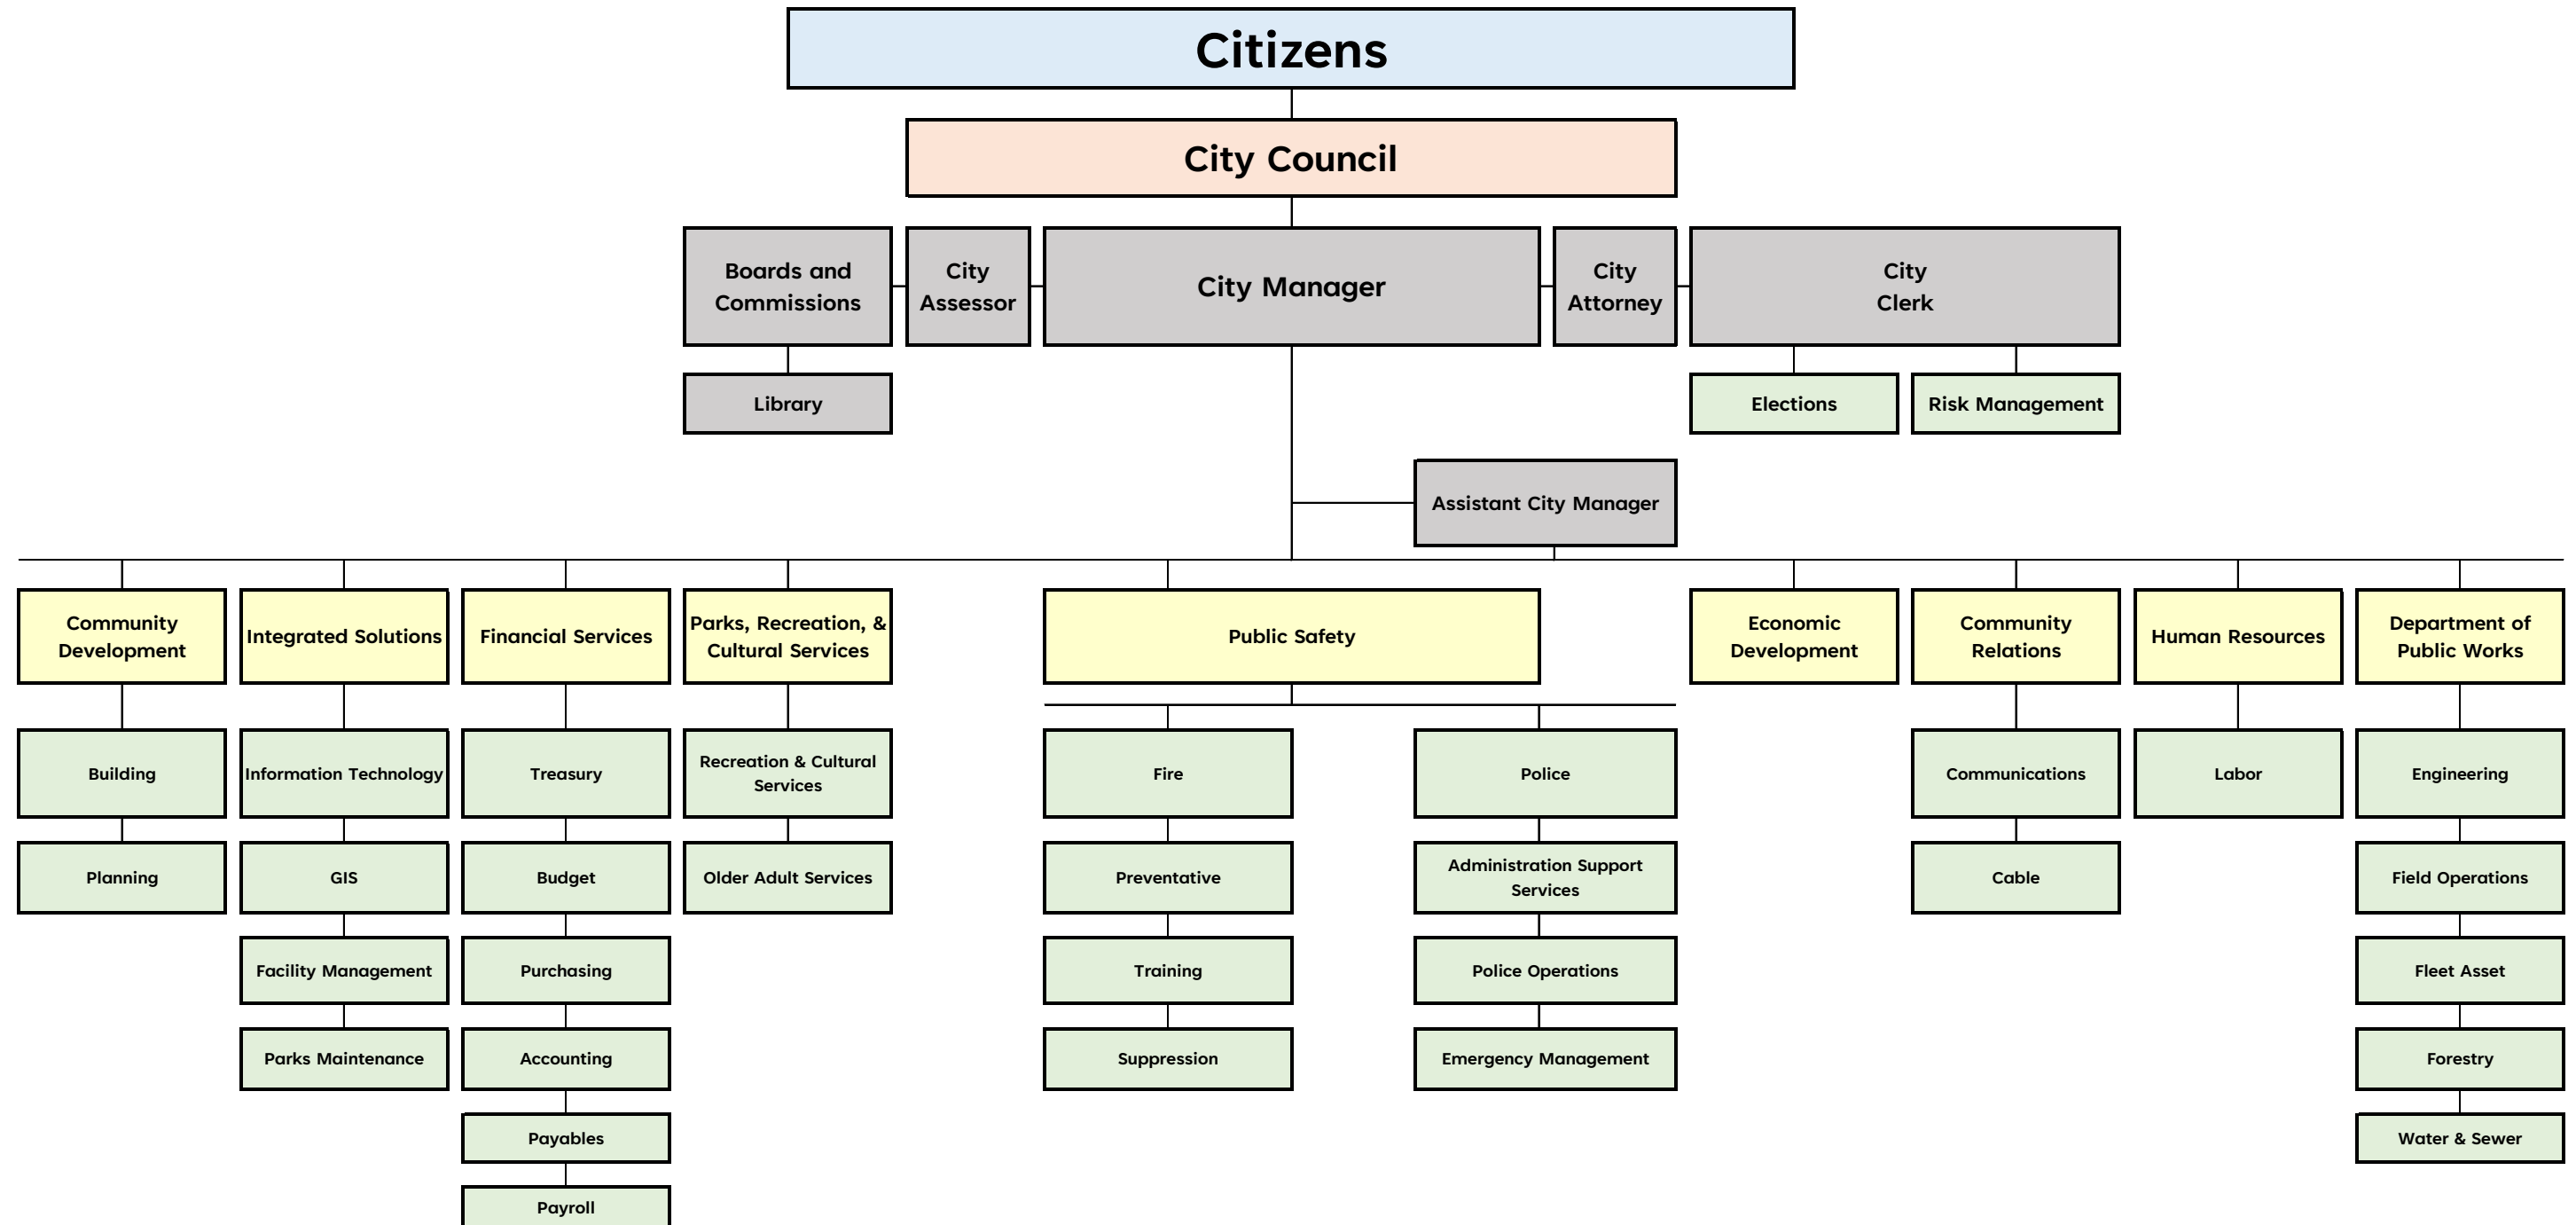 Citizens
City Council
Boards and
Commissions
City
Assessor
City Manager
City
Attorney
City
Clerk
Library
Elections
Risk Management
Assistant City Manager
Community
Development
Integrated Solutions
Financial Services
Parks, Recreation, &
Cultural Services
Public Safety
Economic
Development
Community
Relations
Human Resources
Department of
Public Works
Building
Information Technology
Treasury
Recreation & Cultural
Services
Fire
Police
Communications
Labor
Engineering
Planning
GIS
Budget
Older Adult Services
Preventative
Administration Support
Services
Cable
Field Operations
Facility Management
Purchasing
Training
Police Operations
Fleet Asset
Parks Maintenance
Accounting
Suppression
Emergency Management
Forestry
Payables
Water & Sewer
Payroll